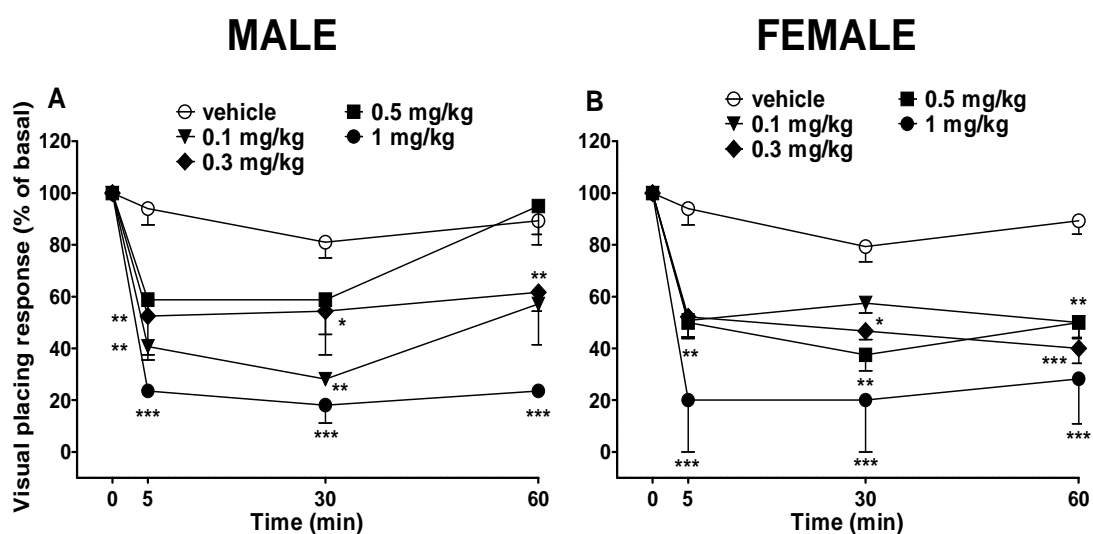 MALE
FEMALE
Visual placing response (% of basal)
A
vehicle
0.1 mg/kg
0.3 mg/kg
0.5 mg/kg
1 mg/kg
120
100
80
60
40
20
0
**
**
***
*
**
***
**
***
0
5
30
60
Time (min)
B
vehicle
0.1 mg/kg
0.3 mg/kg
0.5 mg/kg
1 mg/kg
120
100
80
60
40
20
0
**
***
*
**
***
**
***
***
0
5
30
60
Time (min)